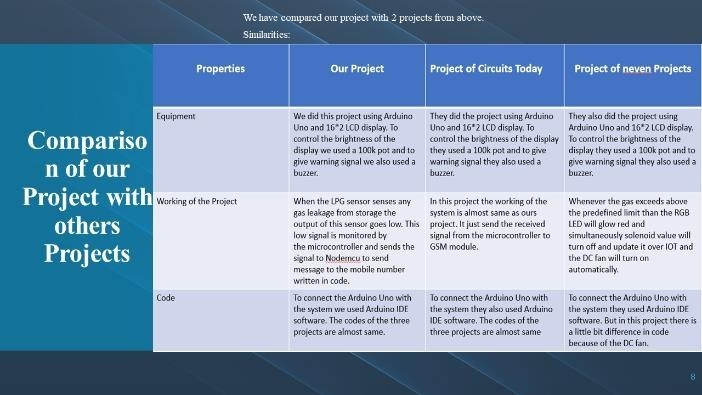 We have compared our project with 2 projects from above.
Similarities:
Compariso
n of our
Project with
others
Projects
Properties
Our Project
Project of Circuits Today
Project of neven Projects
Equipment
We did this project using Arduino
Uno and 16*2 LCD display. To
control the brightness of the
display we used a 100k pot and to
give warning signal we also used a
buzzer.
They did the project using Arduino
Uno and 16*2 LCD display. To
control the brightness of the display
they used a 100k pot and to give
warning signal they also used a
buzzer.
They also did the project using
Arduino Uno and 16*2 LCD display.
To control the brightness of the
display they used a 100k pot and to
give warning signal they also used a
buzzer.
Working of the Project
When the LPG sensor senses any
gas leakage from storage the
output of this sensor goes low. This
low signal is monitored by
the microcontroller and sends the
signal to Nodemcu to send
message to the mobile number
written in code.
In this project the working of the
system is almost same as ours
project. It just send the received
signal from the microcontroller to
GSM module.
Whenever the gas exceeds above
the predefined limit than the RGB
LED will glow red and
simultaneously solenoid value will
turn off and update it over IOT and
the DC fan will turn on
automatically.
Code
To connect the Arduino Uno with
the system we used Arduino IDE
software. The codes of the three
projects are almost same.
To connect the Arduino Uno with
the system they also used Arduino
IDE software. The codes of the
three projects are almost same
To connect the Arduino Uno with
the system they used Arduino IDE
software. But in this project there is
a little bit difference in code
because of the DC fan.
8